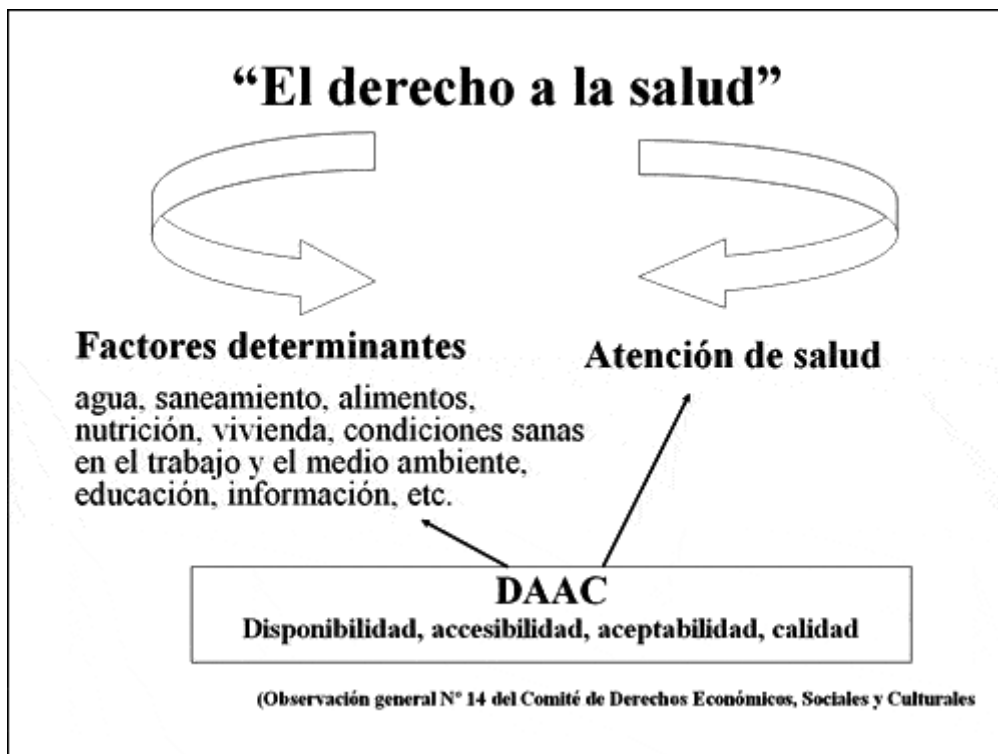 “El derecho a la salud”
Factores determinantes
agua, saneamiento, alimentos,
nutrición, vivienda, condiciones sanas
en el trabajo y el medio ambiente,
educación, información, etc.
Atención de salud
DAAC
Disponibilidad, accesibilidad, aceptabilidad, calidad
(Observación general Nº 14 del Comité de Derechos Económicos, Sociales y Culturales